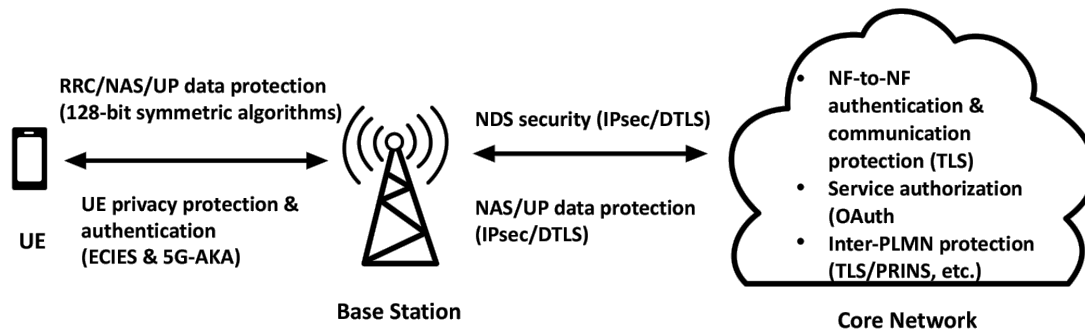 RRC/NAS/UP data protection
(128-bit symmetric algorithms)
UE privacy protection &
authentication
(ECIES & 5G-AKA)
UE
Base Station
NDS security (IPsec/DTLS)
NAS/UP data protection
(IPsec/DTLS)
• NF-to-NF
authentication &
communication
protection (TLS)
• Service authorization
(OAuth
• Inter-PLMN protection
(TLS/PRINS, etc.)
Core Network